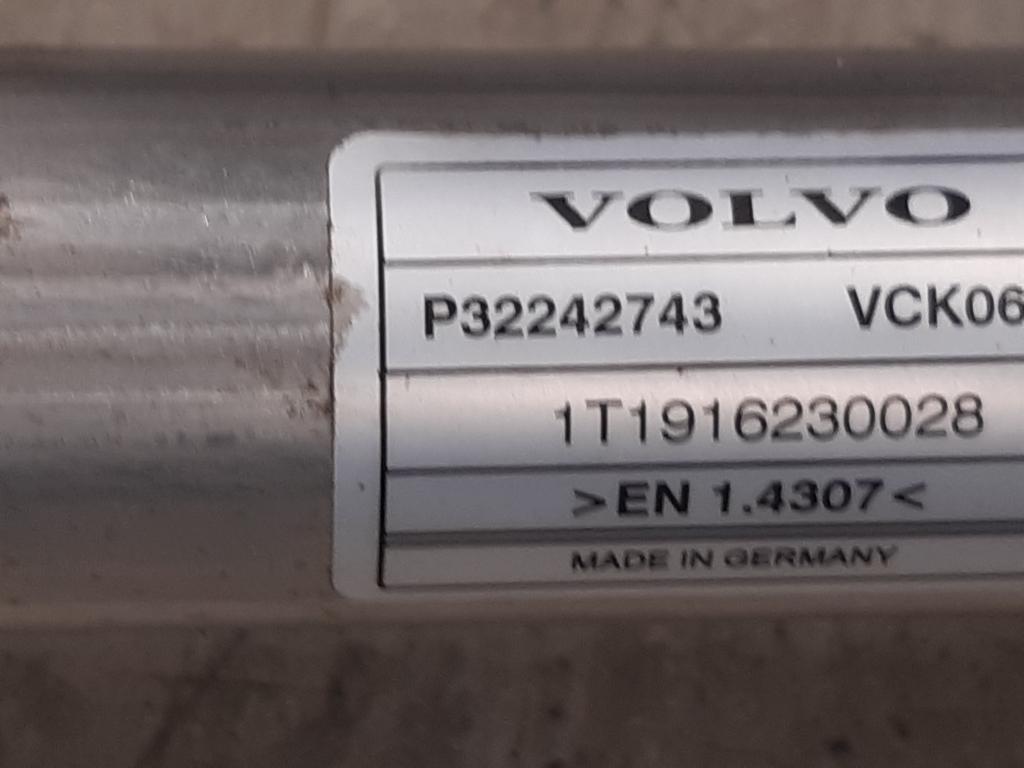 VOLVO
P32242743 VCK06
1T1916230028
>EN 1.4307<
MADE IN GERMANY